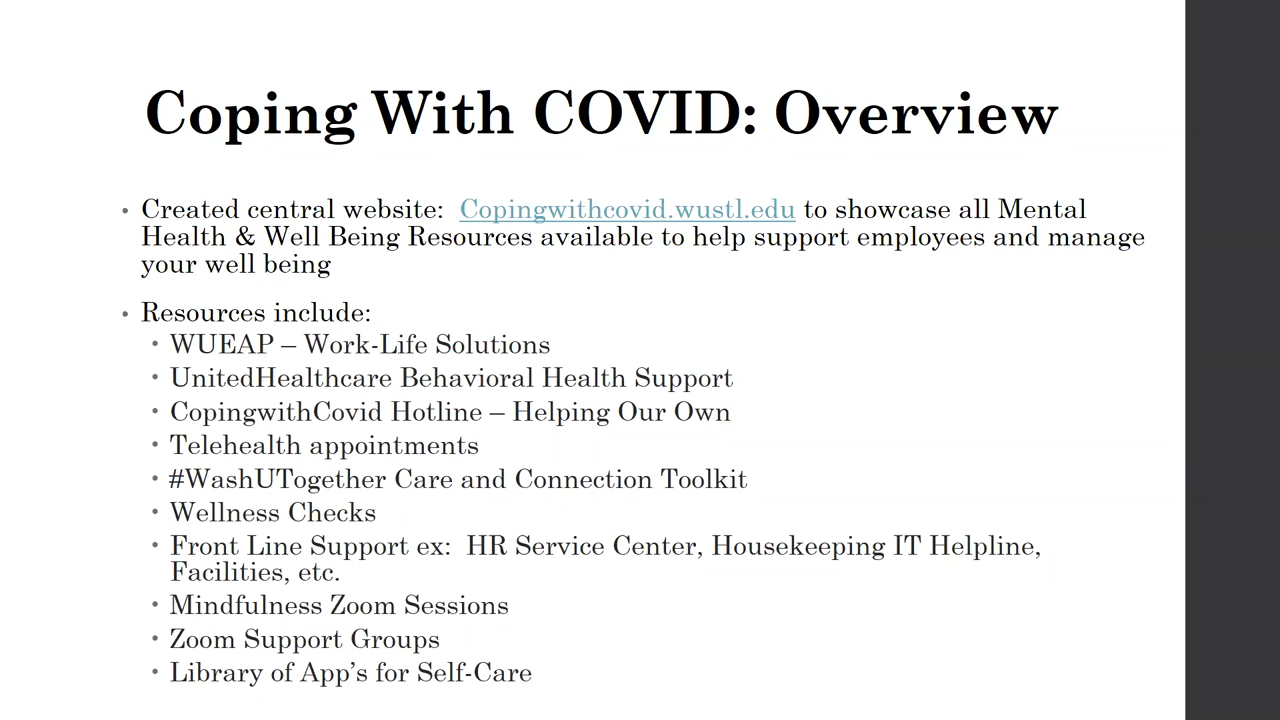 Coping With COVID: Overview
• Created central website: Copingwithcovid.wustl.edu to showcase all Mental
Health & Well Being Resources available to help support employees and manage
your well being
• Resources include:
• WUEAP – Work-Life Solutions
• UnitedHealthcare Behavioral Health Support
• CopingwithCovid Hotline – Helping Our Own
• Telehealth appointments
• #WashUTogether Care and Connection Toolkit
• Wellness Checks
• Front Line Support ex: HR Service Center, Housekeeping IT Helpline,
Facilities, etc.
• Mindfulness Zoom Sessions
• Zoom Support Groups
• Library of App’s for Self-Care